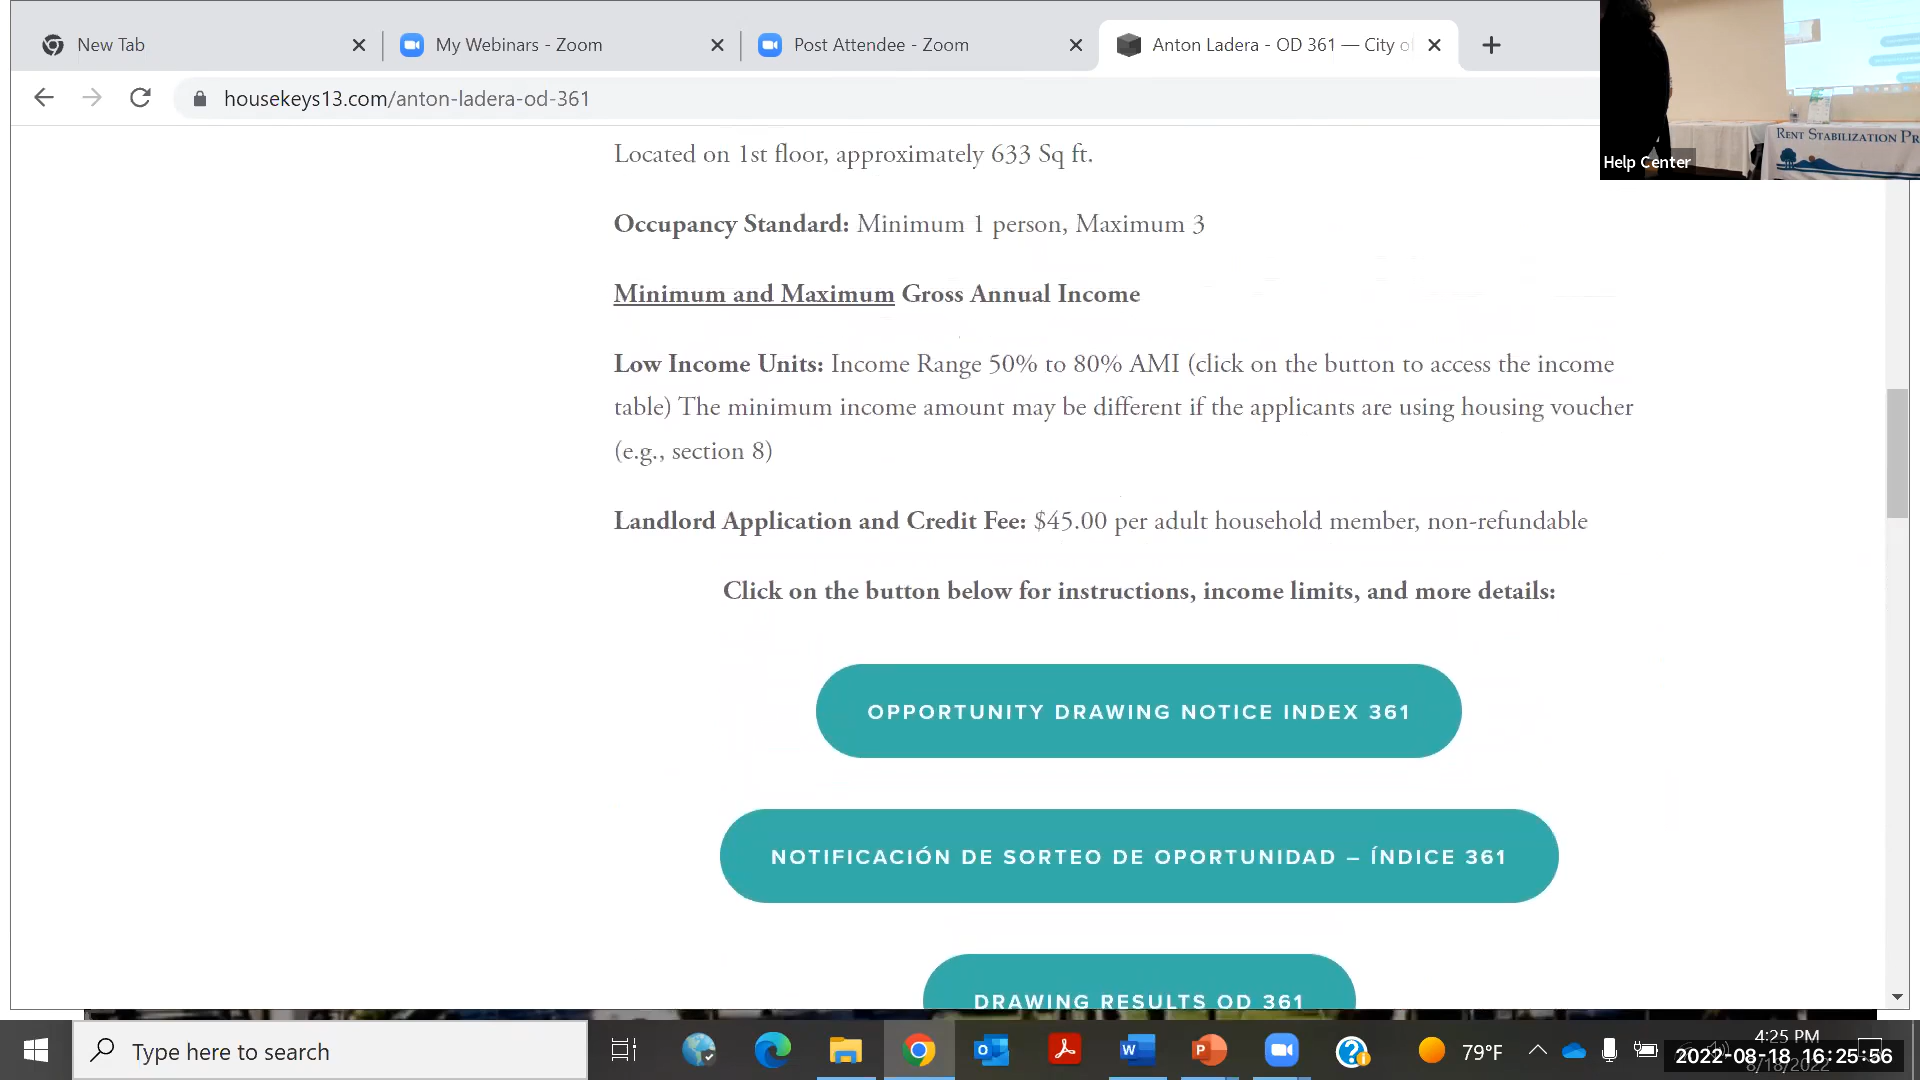 New Tab
My Webinars - Zoom
Post Attendee - Zoom
Anton Ladera - OD 361 — City o
housekeys13.com/anton-ladera-od-361
RENT STABILIZATION PR
Help Center
Located on 1st floor, approximately 633 Sq ft.
Occupancy Standard: Minimum 1 person, Maximum 3
Minimum and Maximum Gross Annual Income
Low Income Units: Income Range 50% to 80% AMI (click on the button to access the income
table) The minimum income amount may be different if the applicants are using housing voucher
(e.g., section 8)
Landlord Application and Credit Fee: $45.00 per adult household member, non-refundable
Click on the button below for instructions, income limits, and more details:
OPPORTUNITY DRAWING NOTICE INDEX 361
NOTIFICACIÓN DE SORTEO DE OPORTUNIDAD – ÍNDICE 361
DRAWING RESULTS OD 361
Type here to search
79°F
4:25 PM
2022-08-18 16:25:56
8/18/2022